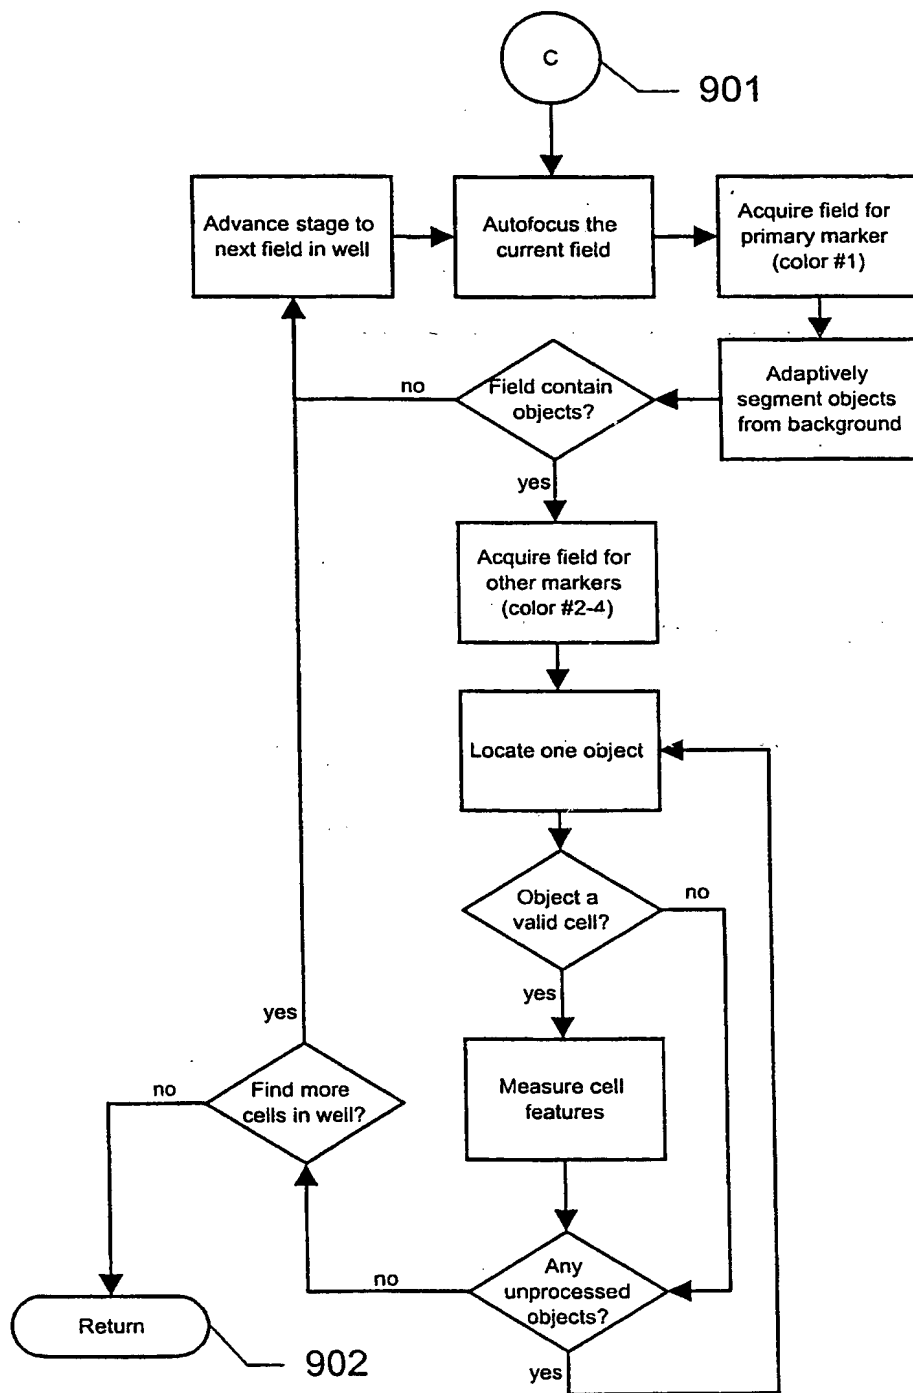 C
901
Advance stage to
next field in well
Autofocus the
current field
Acquire field for
primary marker
(color #1)
Adaptively
segment objects
from background
Field contain
objects?
no
yes
Acquire field for
other markers
(color #2-4)
Locate one object
Object a
valid cell?
no
yes
Measure cell
features
Any
unprocessed
objects?
no
yes
Find more
cells in well?
yes
no
Return
902